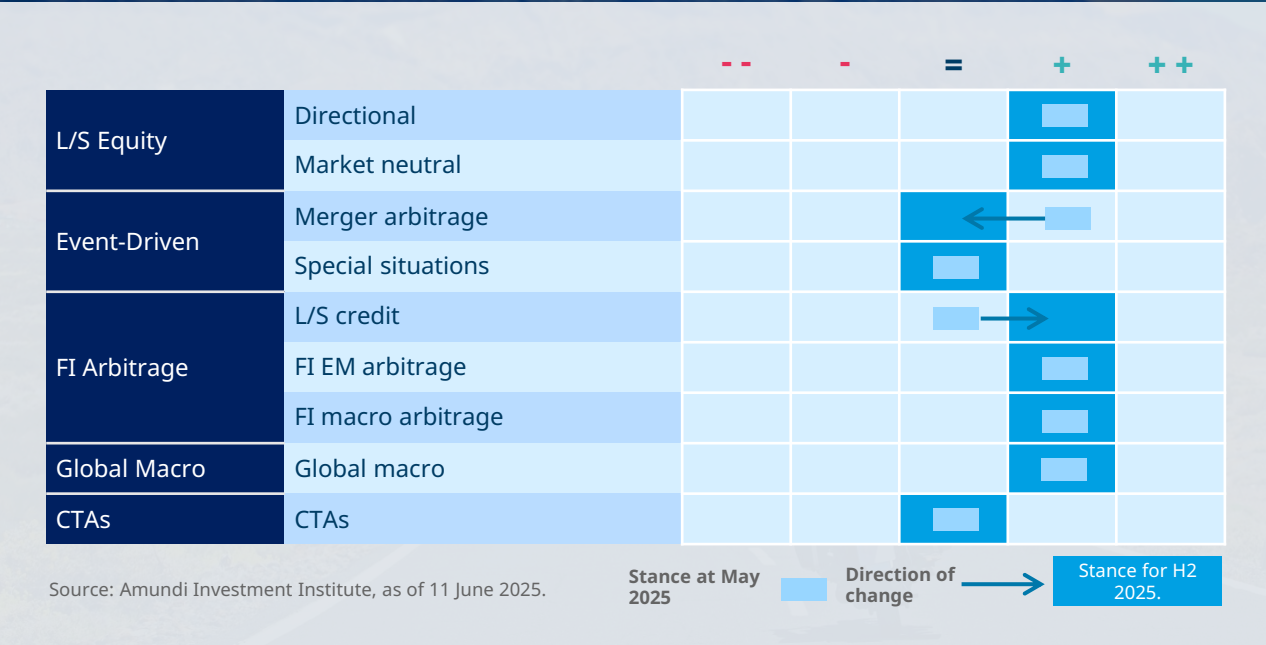 - - - = + + +
L/S Equity
Directional
Market neutral
Event-Driven
Merger arbitrage
Special situations
FI Arbitrage
L/S credit
FI EM arbitrage
FI macro arbitrage
Global Macro
Global macro
CTAs
CTAs
Source: Amundi Investment Institute, as of 11 June 2025.
Stance at May
2025
Direction of
change
Stance for H2
2025.